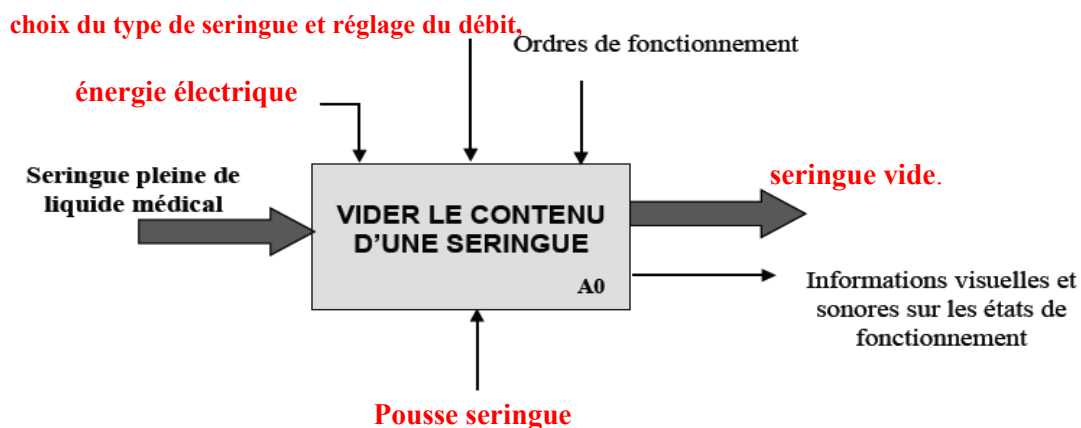 choix du type de seringue et réglage du débit,
Ordres de fonctionnement
énergie électrique
Seringue pleine de
liquide médical
VIDER LE CONTENU
D'UNE SERINGUE
A0
seringue vide.
Informations visuelles et
sonores sur les états de
fonctionnement
Pousse seringue